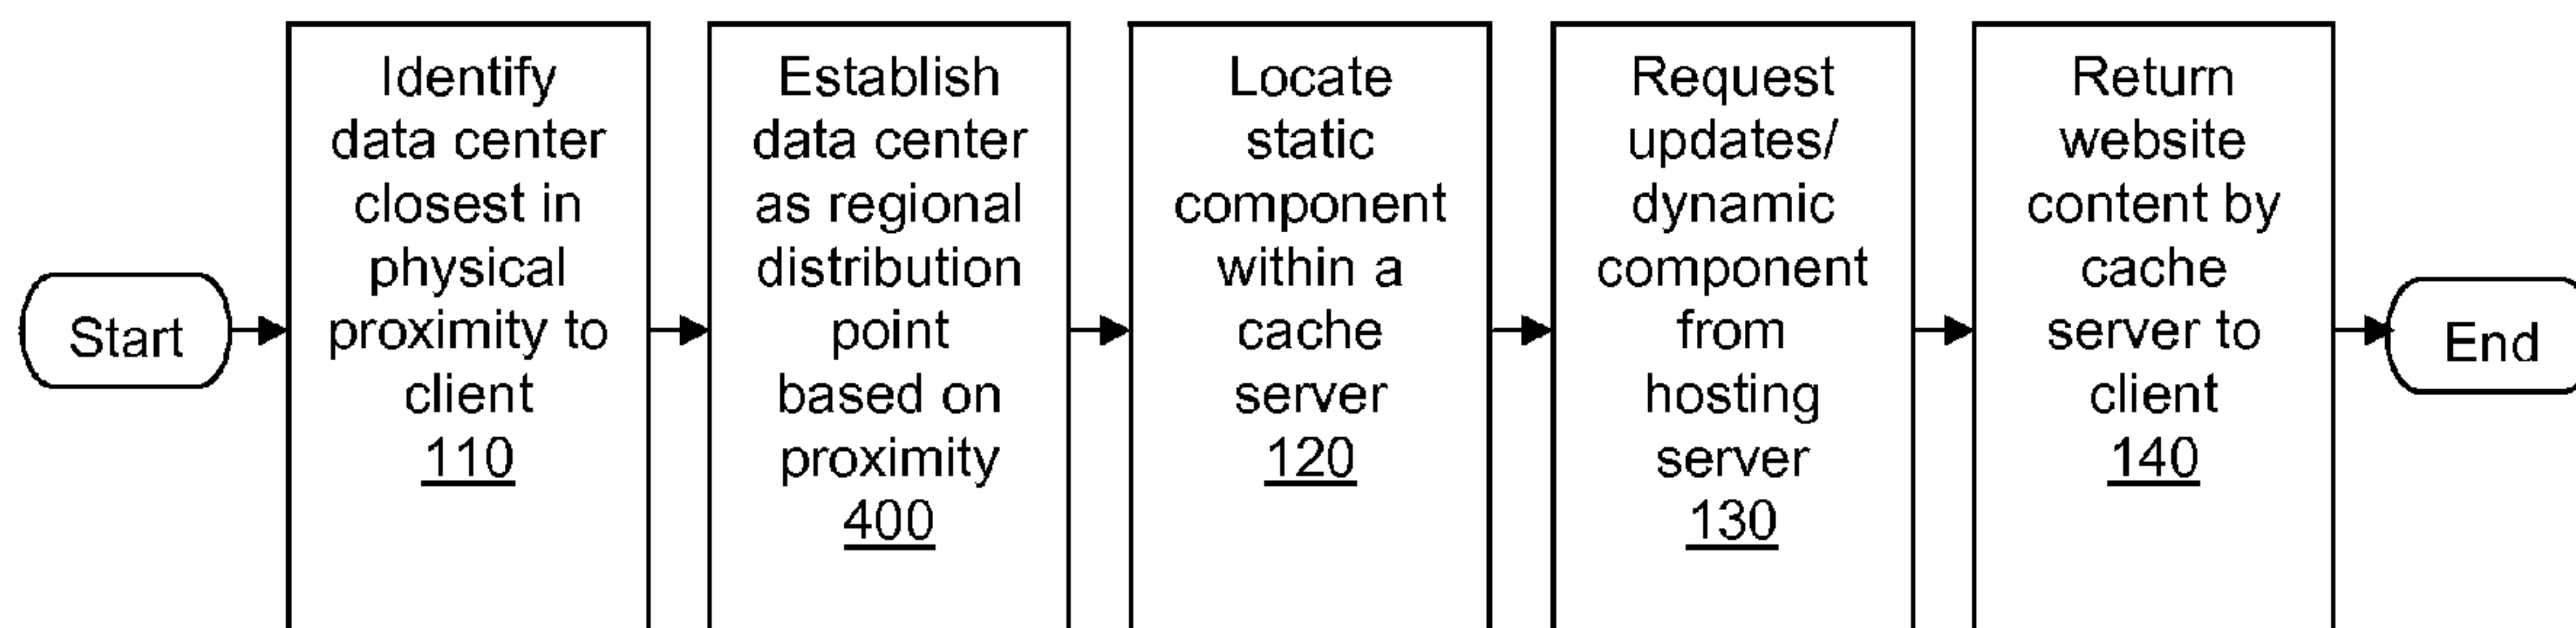 Start
Identify
data center
closest in
physical
proximity to
client
110
Establish
data center
as regional
distribution
point
based on
proximity
400
Locate
static
component
within a
cache
server
120
Request
updates/
dynamic
component
from
hosting
server
130
Return
website
content by
cache
server to
client
140
End